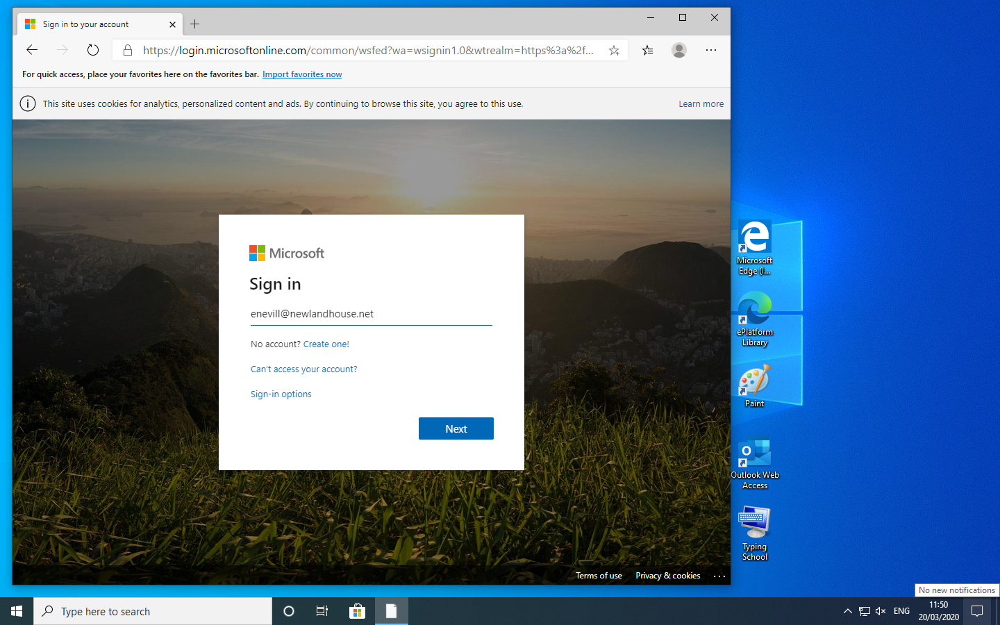 Sign in to your account
https://login.microsoftonline.com/common/wsfed?wa=wsignin1.0&wtrealm=https%3a%2f...
For quick access, place your favorites here on the favorites bar. Import favorites now
This site uses cookies for analytics, personalized content and ads. By continuing to browse this site, you agree to this use. Learn more
Microsoft
Sign in
enevill@newlandhouse.net
No account? Create one!
Can't access your account?
Sign-in options
Next
Terms of use Privacy & cookies ...
Microsoft
Edge (I...
ePlatform
Library
Paint
Outlook Web
Access
Typing
School
No new notifications
Type here to search
ENG
11:50
20/03/2020